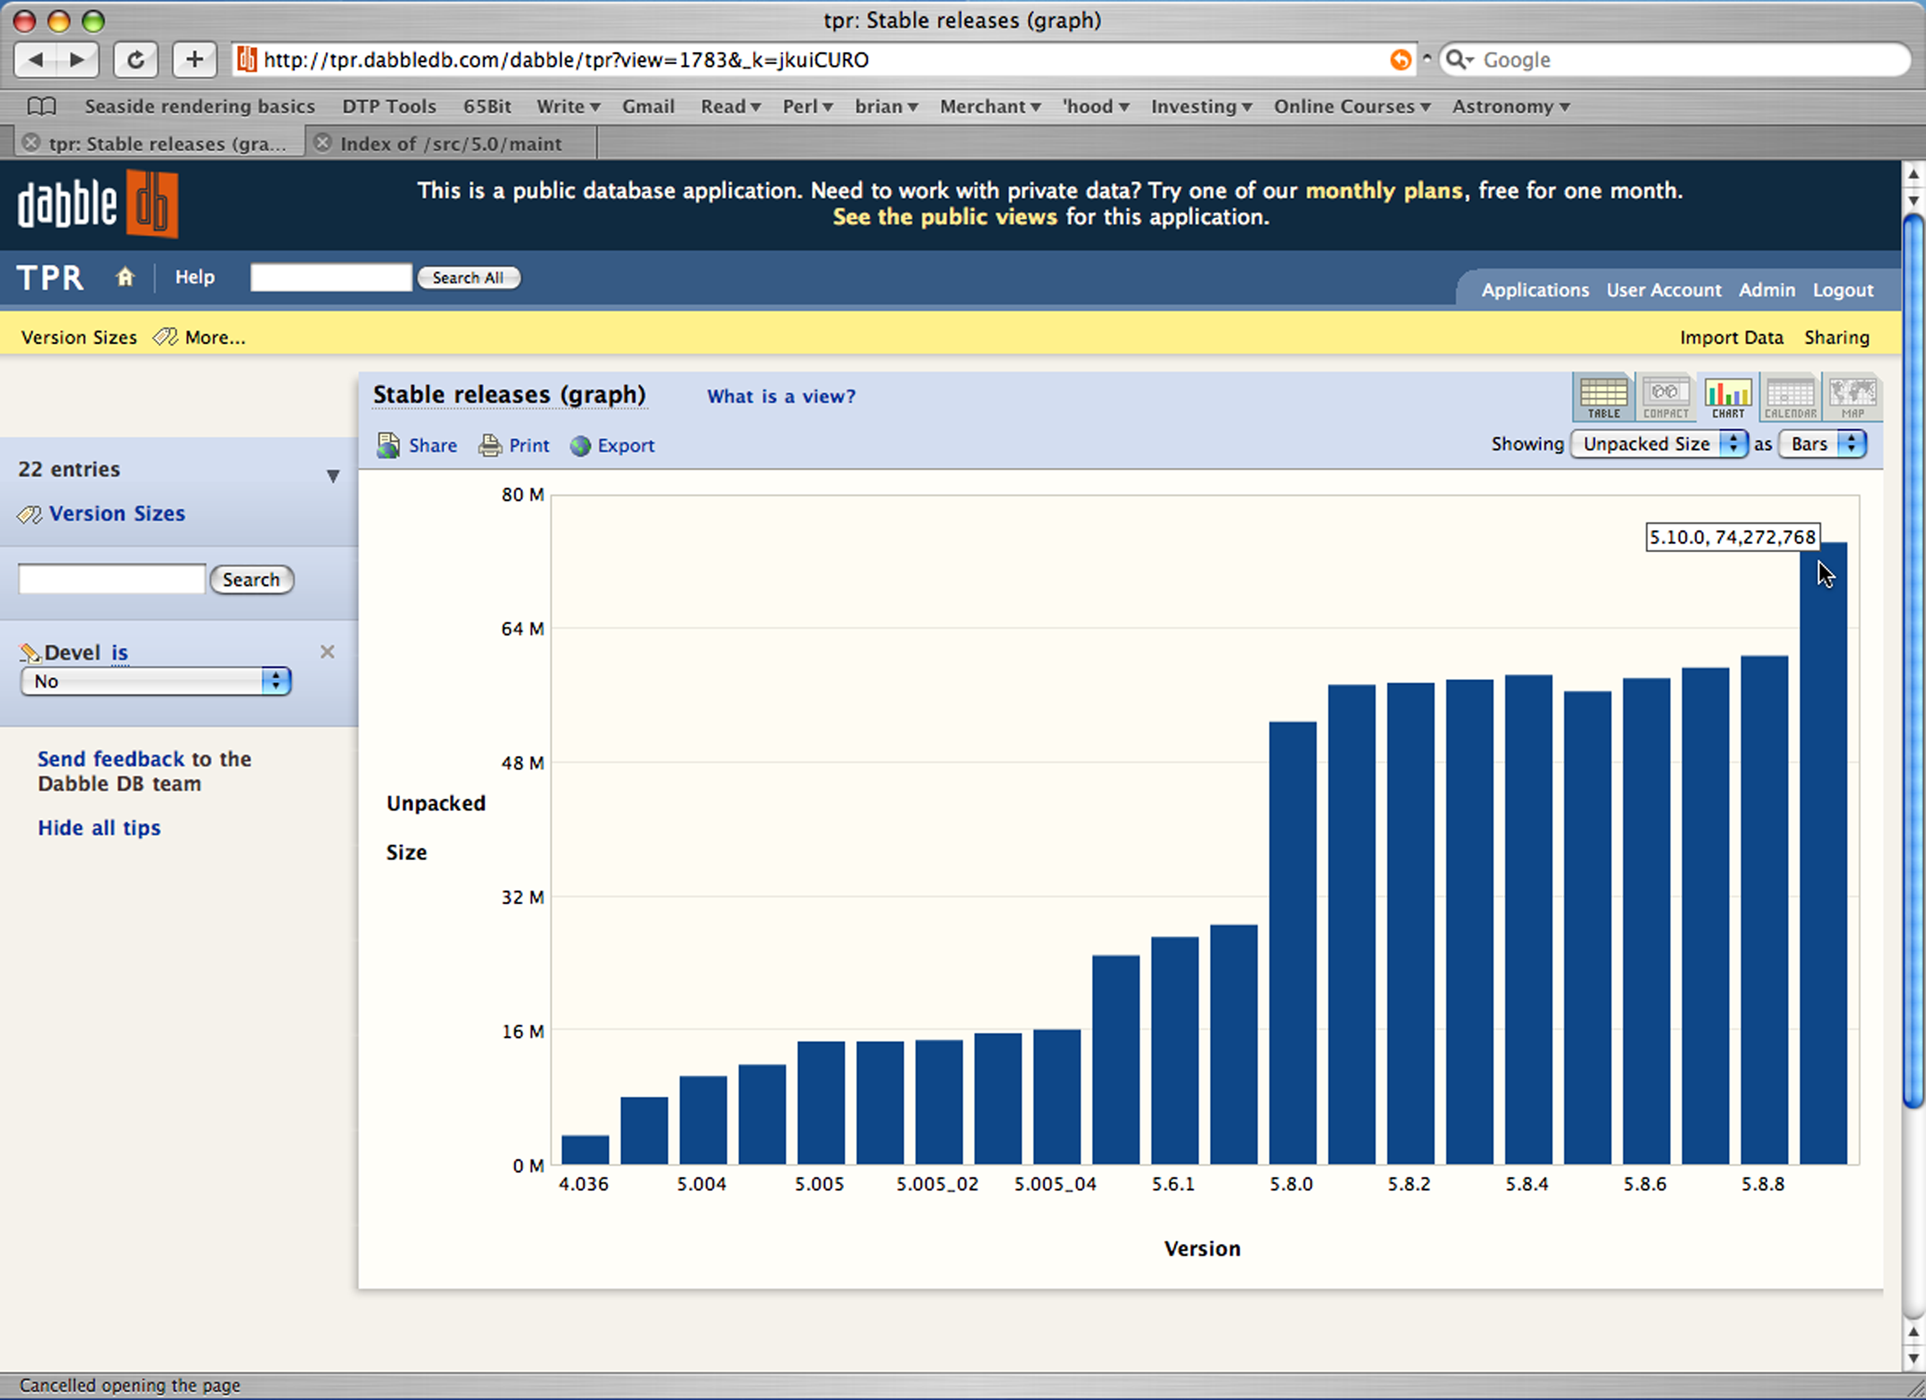 tpr: Stable releases (graph)
http://tpr.dabbledb.com/dabble/tpr?view=1783&_k=jkuiCURO
Google
Seaside rendering basics DTP Tools 65Bit Write Gmail Read Perl brian Merchant 'hood Investing Online Courses Astronomy
tpr: Stable releases (gra... Index of /src/5.0/maint
dabble db
This is a public database application. Need to work with private data? Try one of our monthly plans, free for one month.
See the public views for this application.
TPR Help Search All
Applications User Account Admin Logout
Version Sizes More... Import Data Sharing
Stable releases (graph) What is a view?
TABLE COMPACT CHART CALENDAR MAP
Share Print Export
Showing Unpacked Size as Bars
22 entries
Version Sizes
Search
Devel is
No
Send feedback to the
Dabble DB team
Hide all tips
80 M
5.10.0, 74,272,768
64 M
48 M
Unpacked
Size
32 M
16 M
0 M
4.036 5.004 5.005 5.005_02 5.005_04 5.6.1 5.8.0 5.8.2 5.8.4 5.8.6 5.8.8
Version
Cancelled opening the page